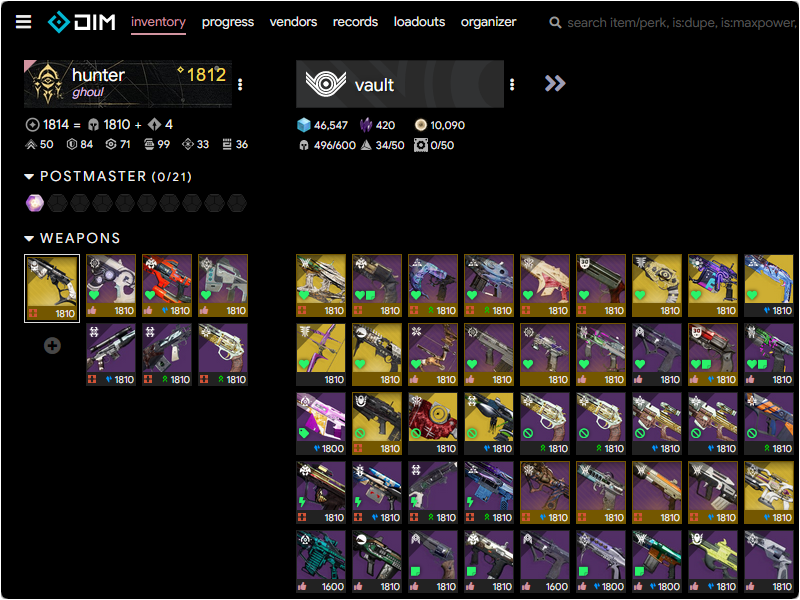 DIM inventory progress vendors records loadouts organizer search item/perk, is:dupe, is:maxpower,
hunter 1812
ghoul
vault
1814 = 1810 + 4
50 84 71 99 33 36
46,547 420 10,090
496/600 34/50 0/50
POSTMASTER (0/21)
WEAPONS
1810 1810 1810 1810 1810 1810 1810 1810 1810 1810 1810 1810 1810
1810 1810 1810 1810 1810 1810 1810 1810 1810 1810 1810 1810
1800 1810 1810 1810 1810 1810 1810 1810 1810
1810 1810 1810 1810 1810 1810 1810 1810 1810
1600 1810 1810 1810 1600 1800 1800 1810 1810